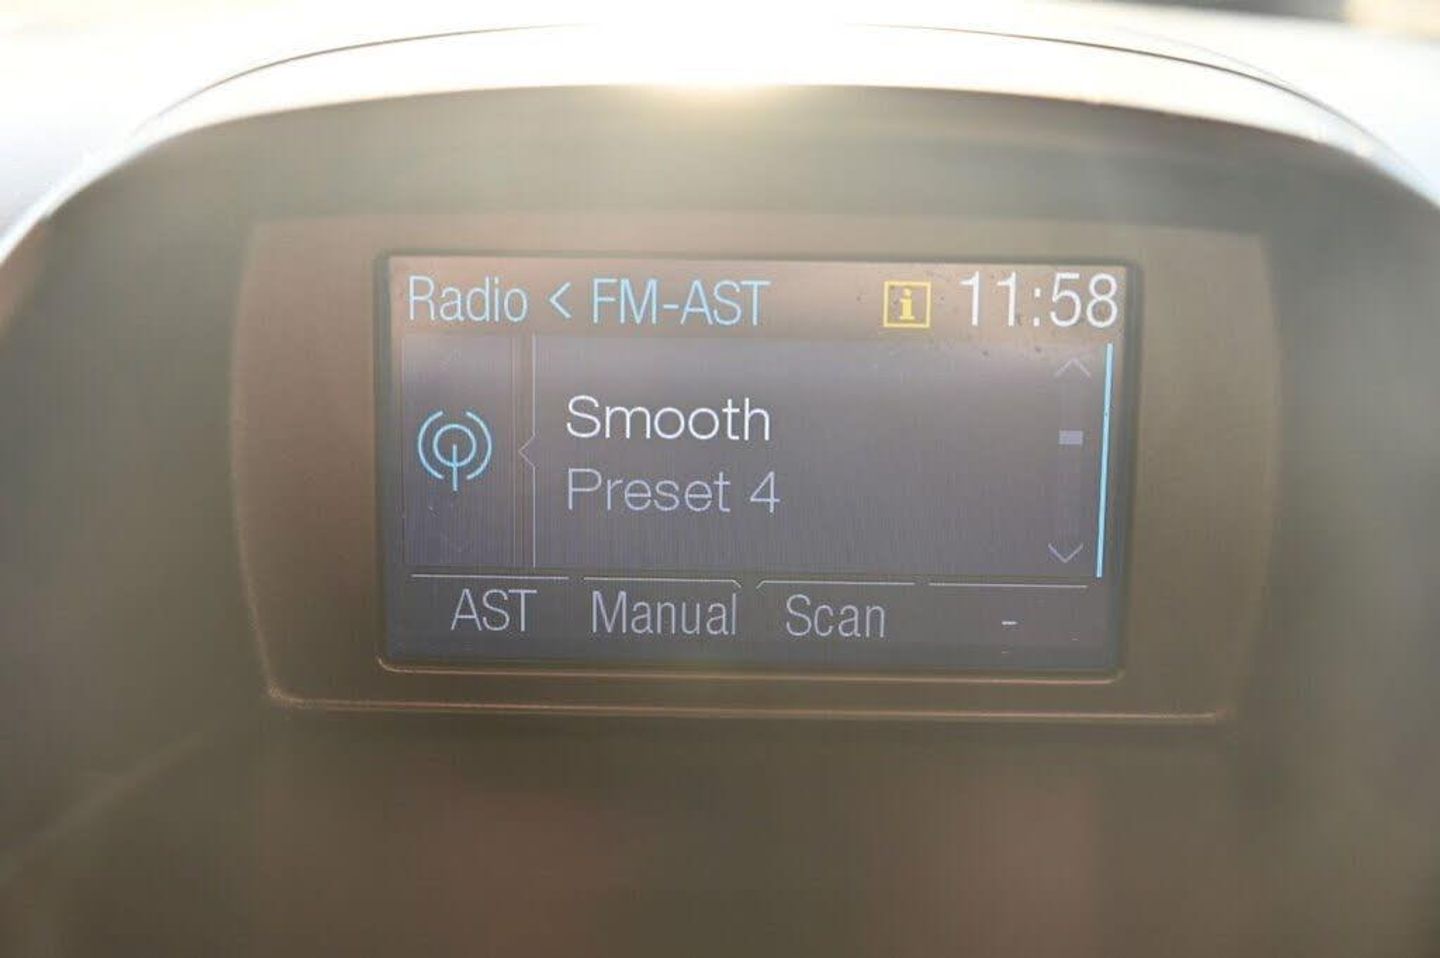 Radio < FM-AST i 11:58
Smooth
Preset 4
AST Manual Scan -